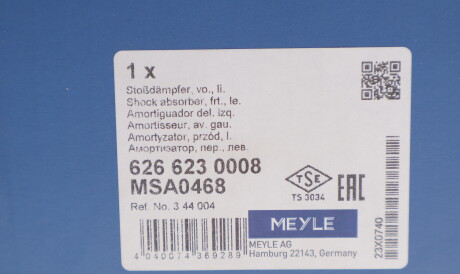 1 x
Stoßdämpfer, vo., li.
Shock absorber, frt., le.
Amortiguador del. izq.
Amortisseur, av. gau.
Amortyzator, przód, l.
Амортизатор, пер., лев.
626 623 0008
MSA0468
Ref. No. 3 44 004
TSE
TS 3034
EAC
MEYLE
MEYLE AG
Hamburg 22143, Germany
4 040074 369289
23X0740